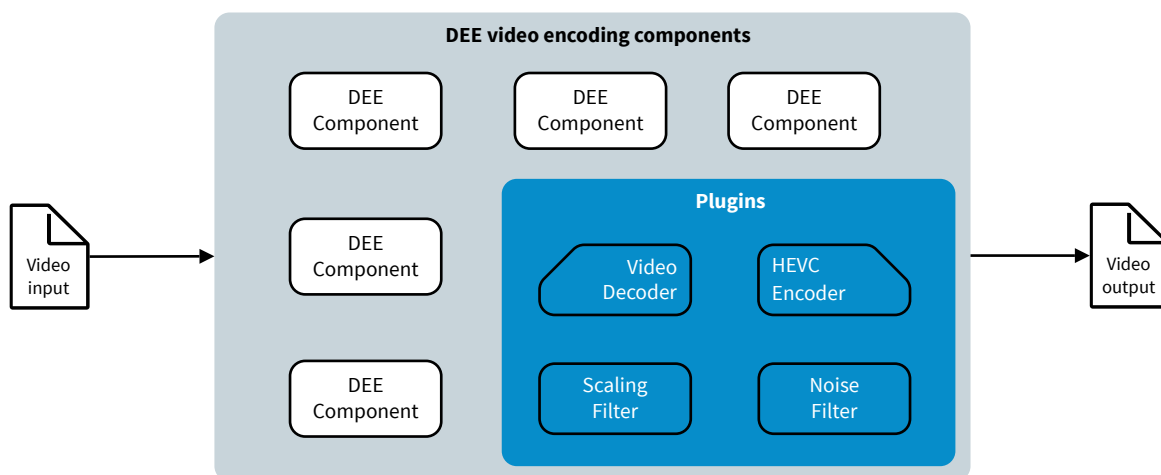 DEE video encoding components
DEE
Component
DEE
Component
DEE
Component
Plugins
Video
input
DEE
Component
Video
Decoder
HEVC
Encoder
Video
output
DEE
Component
Scaling
Filter
Noise
Filter